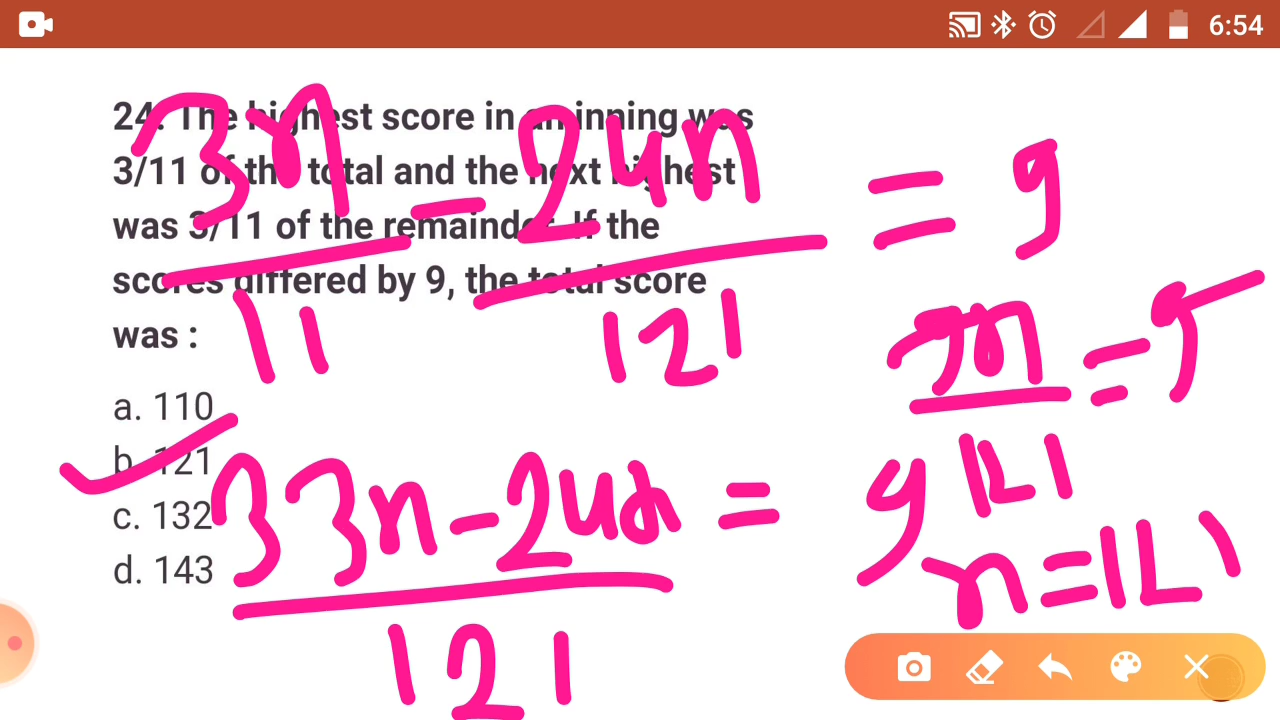 6:54
24. The highest score in an inning was
3/11 of the total and the next highest
was 3/11 of the remainder. If the
scores differed by 9, the total score
was :
a. 110
b. 121
c. 132
d. 143
3n/11 - 24n/121 = 9
33n - 24n/121 = 9
9n/121 = 9
n = 121